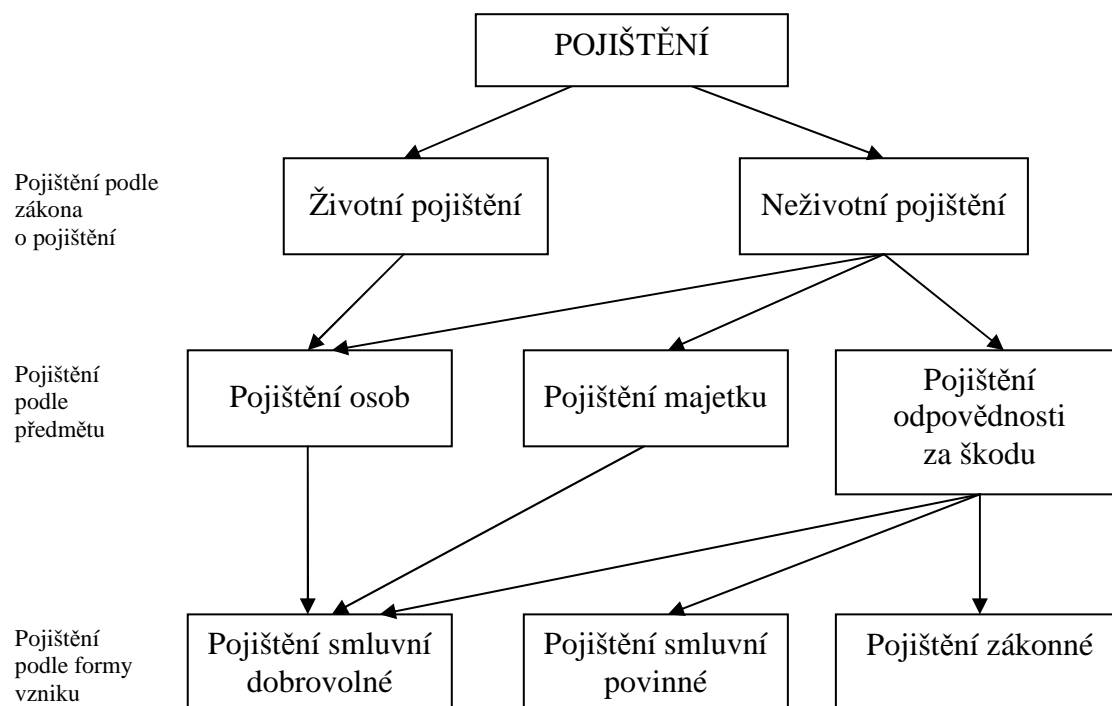 POJIŠTĚNÍ
Pojištění podle
zákona
o pojištění
Životní pojištění
Neživotní pojištění
Pojištění
podle
předmětu
Pojištění osob
Pojištění majetku
Pojištění
odpovědnosti
za škodu
Pojištění
podle formy
vzniku
Pojištění smluvní
dobrovolné
Pojištění smluvní
povinné
Pojištění zákonné